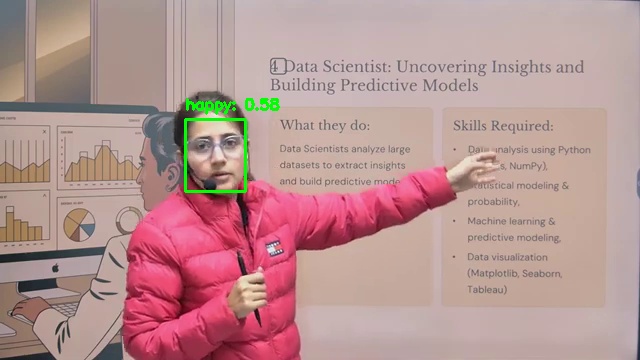 happy: 0.58
4 Data Scientist: Uncovering Insights and
Building Predictive Models
What they do:
Data Scientists analyze large
datasets to extract insights
and build predictive
Skills Required:
• Data analysis using Python
NumPy),
statistical modeling &
probability,
• Machine learning &
predictive modeling,
• Data visualization
(Matplotlib, Seaborn,
Tableau)